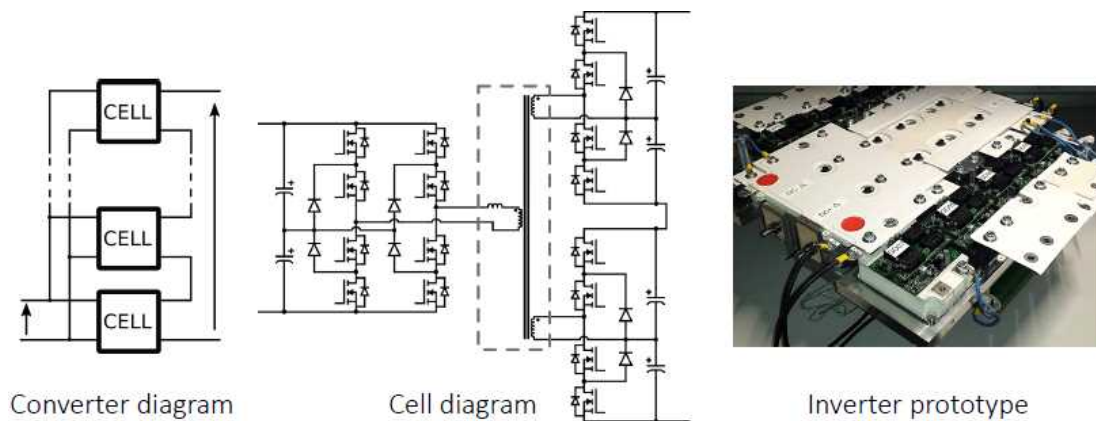 CELL
CELL
CELL
Converter diagram
Cell diagram
Inverter prototype